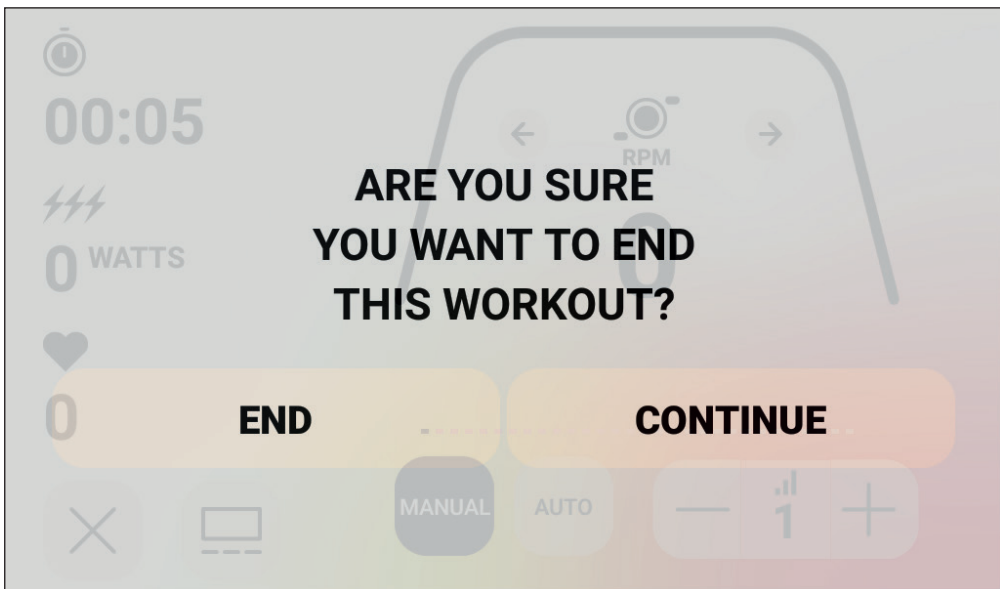 00:05
RPM
ARE YOU SURE
0 WATTS
YOU WANT TO END
0
THIS WORKOUT?
0
END
CONTINUE
MANUAL
AUTO
1